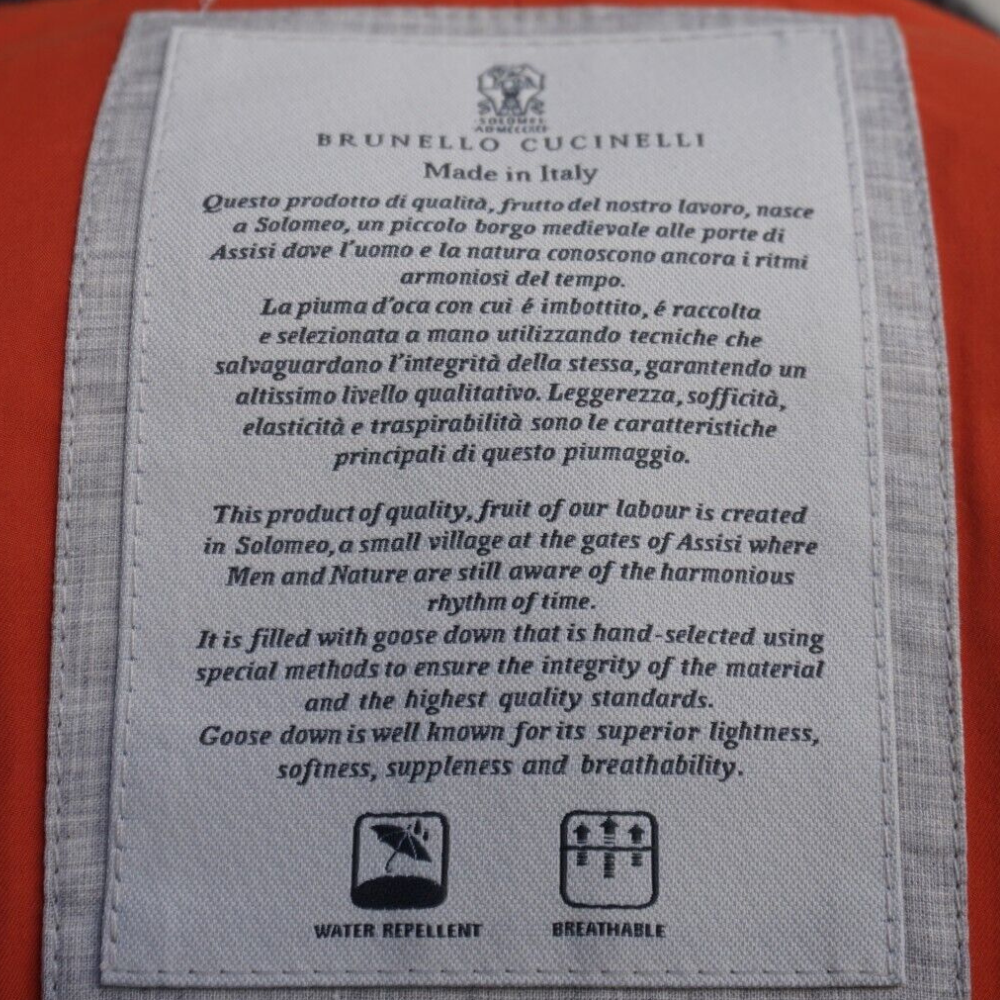 BRUNELLO CUCINELLI
Made in Italy
Questo prodotto di qualità, frutto del nostro lavoro, nasce
a Solomeo, un piccolo borgo medievale alle porte di
Assisi dove l'uomo e la natura conoscono ancora i ritmi
armoniosi del tempo.
La piuma d'oca con cui é imbottito, é raccolta
e selezionata a mano utilizzando tecniche che
salvaguardano l'integrità della stessa, garantendo un
altissimo livello qualitativo. Leggerezza, sofficità,
elasticità e traspirabilità sono le caratteristiche
principali di questo piumaggio.
This product of quality, fruit of our labour is created
in Solomeo, a small village at the gates of Assisi where
Men and Nature are still aware of the harmonious
rhythm of time.
It is filled with goose down that is hand-selected using
special methods to ensure the integrity of the material
and the highest quality standards.
Goose down is well known for its superior lightness,
softness, suppleness and breathability.
WATER REPELLENT BREATHABLE